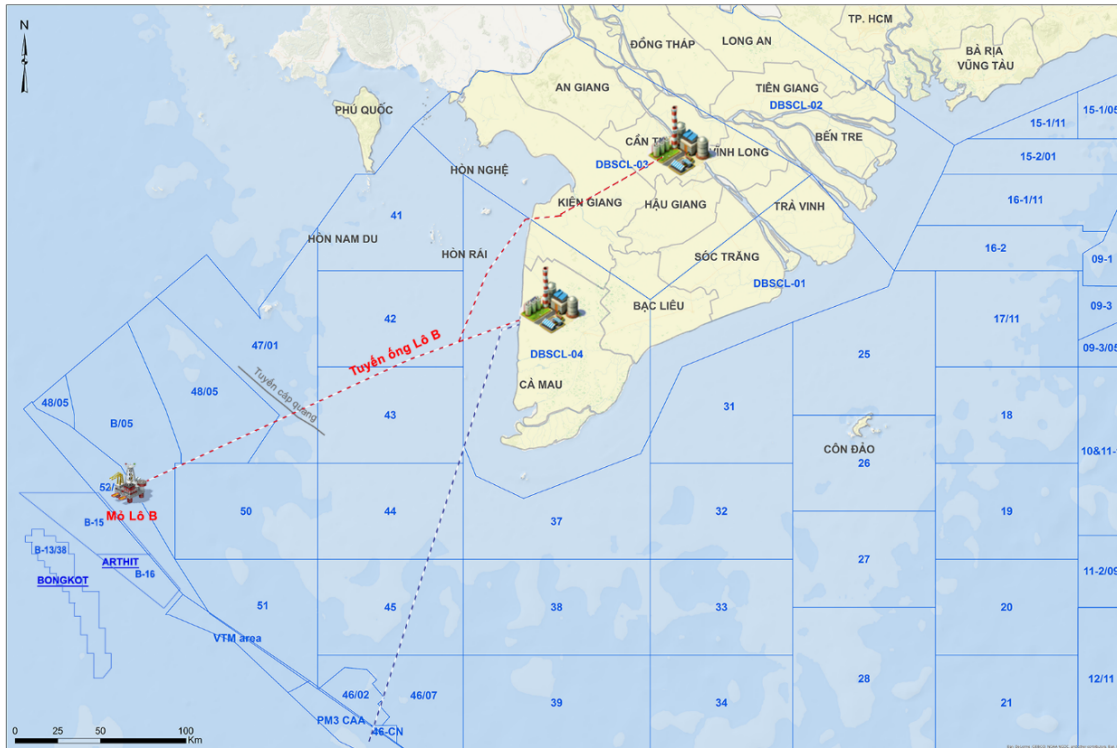 N
TP. HCM
ĐỒNG THÁP
LONG AN
BÀ RỊA
VŨNG TÀU
AN GIANG
TIỀN GIANG
DBSCL-02
PHÚ QUỐC
15-1/05
15-1/11
CẦN
BẾN TRE
VĨNH LONG
15-2/01
DBSCL-03
HÒN NGHỆ
KIÊN GIANG
HẬU GIANG
TRÀ VINH
16-1/11
41
HÒN NAM DU
HÒN RÁI
16-2
SÓC TRĂNG
09-1
DBSCL-01
BẠC LIÊU
09-3
42
17/11
47/01
Tuyến ống Lô B
DBSCL-04
25
09-3/05
Tuyến cáp quang
CÀ MAU
48/05
48/05
43
31
18
B/05
CÔN ĐẢO
10&11-
26
52/
Mỏ Lô B
50
44
37
32
19
B-15
B-13/38
ARTHIT
27
B-16
11-2/09
BONGKOT
51
45
38
33
20
VTM area
28
12/11
46/02
46/07
39
34
21
PM3 CAA
46-CN
0 25 50 100
Km